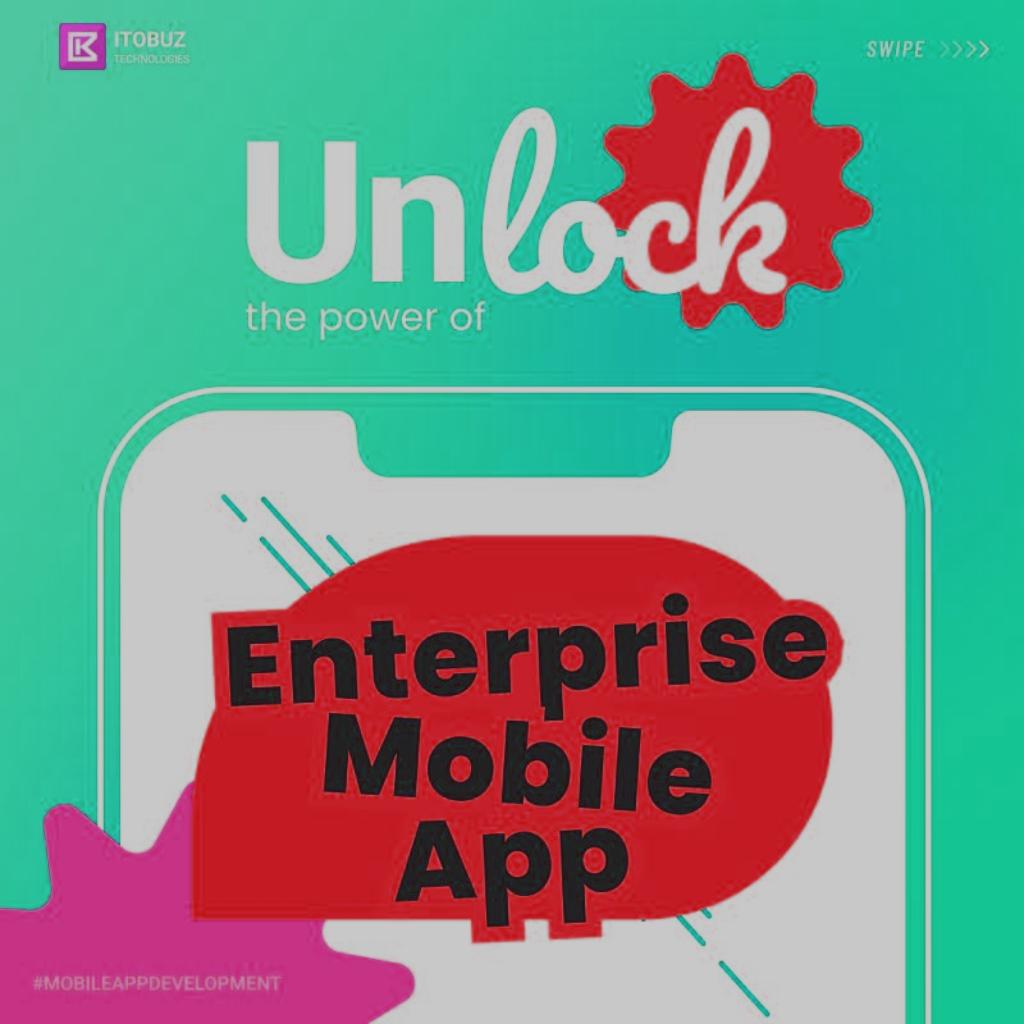 ITOBUZ
TECHNOLOGIES
SWIPE >>>>
Unlock
the power of
Enterprise
Mobile
App
#MOBILEAPPDEVELOPMENT